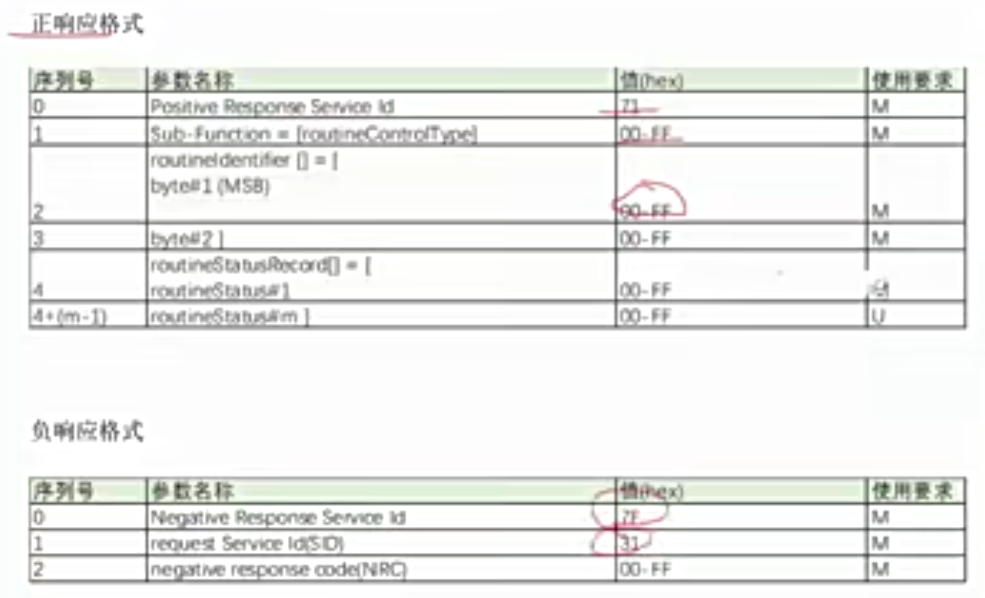 正响应格式
序列号 参数名称 值(hex) 使用要求
0 Positive Response Service Id 71 M
1 Sub-Function = [routineControlType] 00-FF M
routineIdentifier [] = [
byte#1 (MSB)
2 00-FF M
3 byte#2 ] 00-FF M
routineStatusRecord[] = [
4 routineStatus#1 00-FF
4+(m-1) routineStatus#m ] 00-FF U
负响应格式
序列号 参数名称 值(hex) 使用要求
0 Negative Response Service Id 7F M
1 request Service Id(SID) 31 M
2 negative response code(NRC) 00-FF M